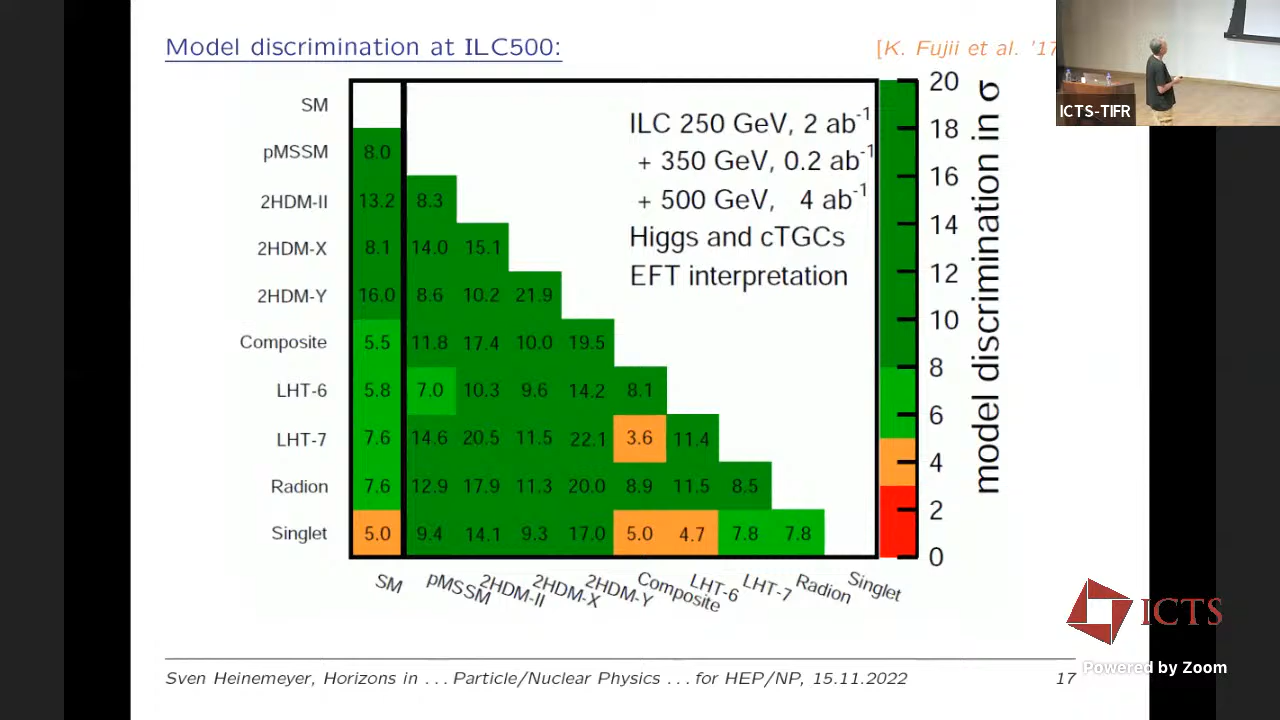 Model discrimination at ILC500:
[K. Fujii et al. '17
ICTS-TIFR
ILC 250 GeV, 2 ab-1
+ 350 GeV, 0.2 ab-1
+ 500 GeV, 4 ab-1
Higgs and cTGCs
EFT interpretation
SM
pMSSM 8.0
2HDM-II 13.2 8.3
2HDM-X 8.1 14.0 15.1
2HDM-Y 16.0 8.6 10.2 21.9
Composite 5.5 11.8 17.4 10.0 19.5
LHT-6 5.8 7.0 10.3 9.6 14.2 8.1
LHT-7 7.6 14.6 20.5 11.5 22.1 3.6 11.4
Radion 7.6 12.9 17.9 11.3 20.0 8.9 11.5 8.5
Singlet 5.0 9.4 14.1 9.3 17.0 5.0 4.7 7.8 7.8
SM pMSSM 2HDM-II 2HDM-X 2HDM-Y Composite LHT-6 LHT-7 Radion Singlet
20
18
16
14
12
10
8
6
4
2
0
model discrimination in σ
ICTS
Powered by Zoom
Sven Heinemeyer, Horizons in ... Particle/Nuclear Physics ... for HEP/NP, 15.11.2022 17